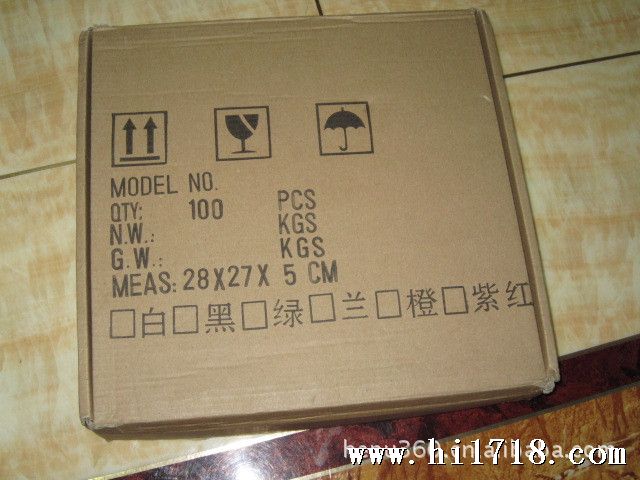 MODEL NO.
QTY: 100 PCS
N.W.: KGS
G.W.: KGS
MEAS: 28X27X 5 CM
□白□黑□绿□兰□橙□紫红
www.hi1718.com